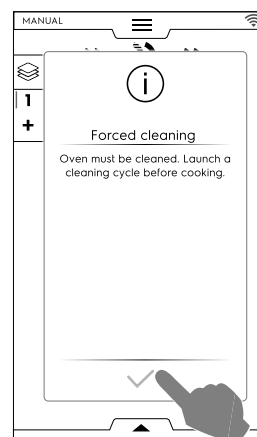 MANUAL
1
+
Forced cleaning
Oven must be cleaned. Launch a
cleaning cycle before cooking.